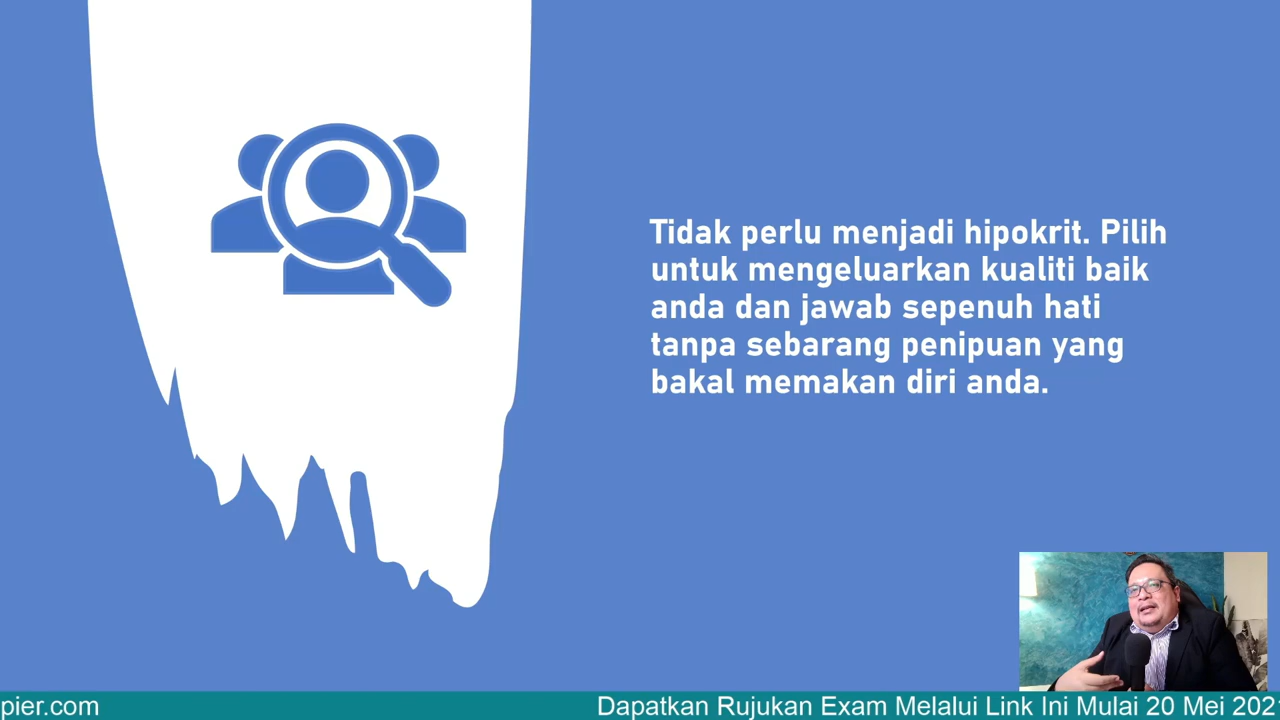 Tidak perlu menjadi hipokrit. Pilih
untuk mengeluarkan kualiti baik
anda dan jawab sepenuh hati
tanpa sebarang penipuan yang
bakal memakan diri anda.
pier.com
Dapatkan Rujukan Exam Melalui Link Ini Mulai 20 Mei 202